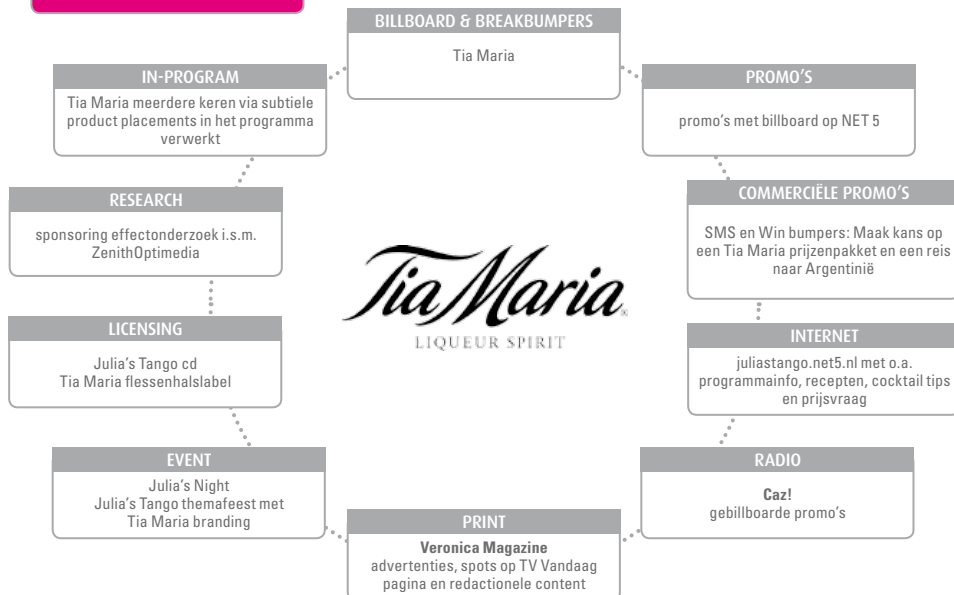 BILLBOARD & BREAKBUMPERS
Tia Maria
IN-PROGRAM
Tia Maria meerdere keren via subtiele
product placements in het programma
verwerkt
PROMO'S
promo's met billboard op NET 5
RESEARCH
sponsoring effectonderzoek i.s.m.
ZenithOptimedia
COMMERCIËLE PROMO'S
SMS en Win bumpers: Maak kans op
een Tia Maria prijzenpakket en een reis
naar Argentinië
Tia Maria®
LIQUEUR SPIRIT
LICENSING
Julia's Tango cd
Tia Maria flessenhalslabel
INTERNET
juliastango.net5.nl met o.a.
programmainfo, recepten, cocktail tips
en prijsvraag
EVENT
Julia's Night
Julia's Tango themafeest met
Tia Maria branding
RADIO
Caz!
gebillboarde promo's
PRINT
Veronica Magazine
advertenties, spots op TV Vandaag
pagina en redactionele content